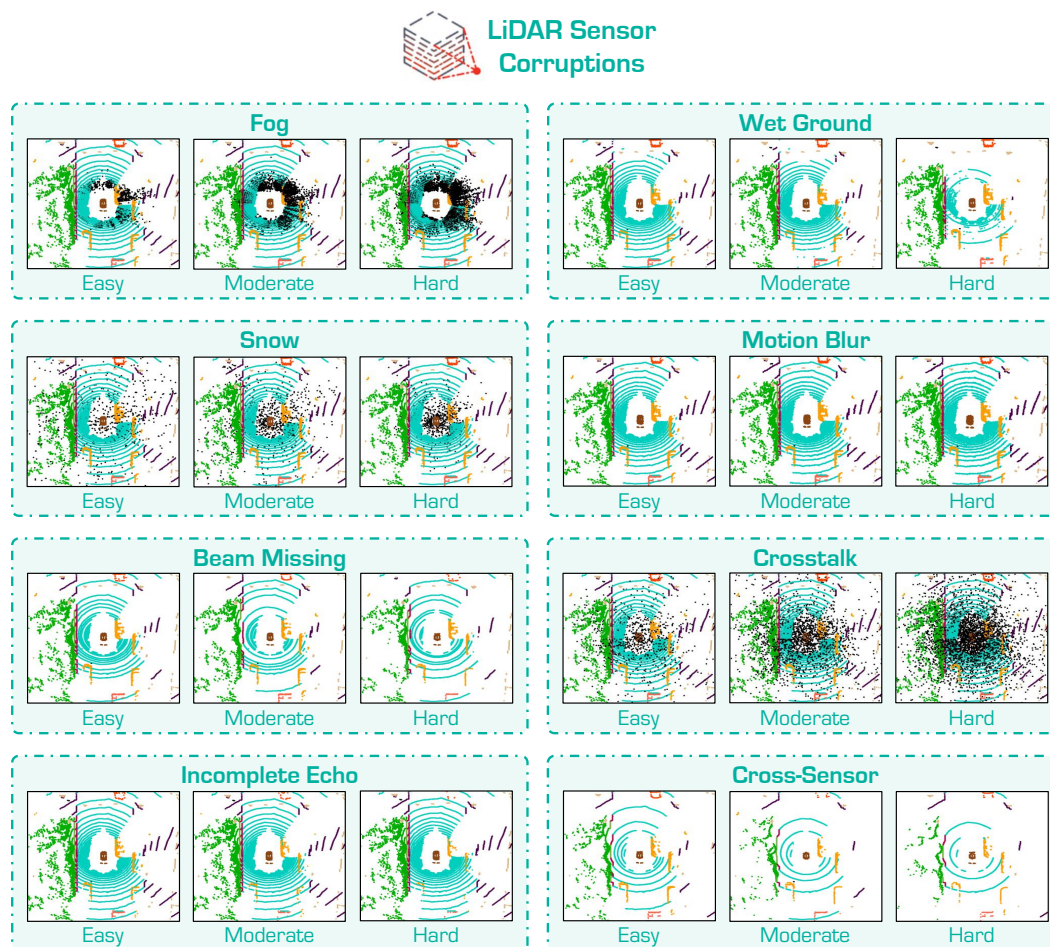 LiDAR Sensor
Corruptions
Fog
Easy Moderate Hard
Wet Ground
Easy Moderate Hard
Snow
Easy Moderate Hard
Motion Blur
Easy Moderate Hard
Beam Missing
Easy Moderate Hard
Crosstalk
Easy Moderate Hard
Incomplete Echo
Easy Moderate Hard
Cross-Sensor
Easy Moderate Hard